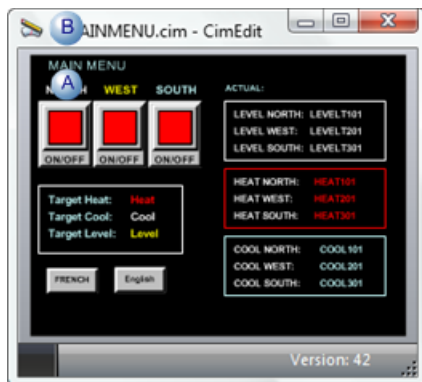 B AINMENU.cim - CimEdit
MAIN MENU
A WEST SOUTH
ACTUAL:
ON/OFF ON/OFF ON/OFF
LEVEL NORTH: LEVELT101
LEVEL WEST: LEVELT201
LEVEL SOUTH: LEVELT301
HEAT NORTH: HEAT101
HEAT WEST: HEAT201
HEAT SOUTH: HEAT301
Target Heat: Heat
Target Cool: Cool
Target Level: Level
COOL NORTH: COOL101
COOL WEST: COOL201
COOL SOUTH: COOL301
FRENCH English
Version: 42